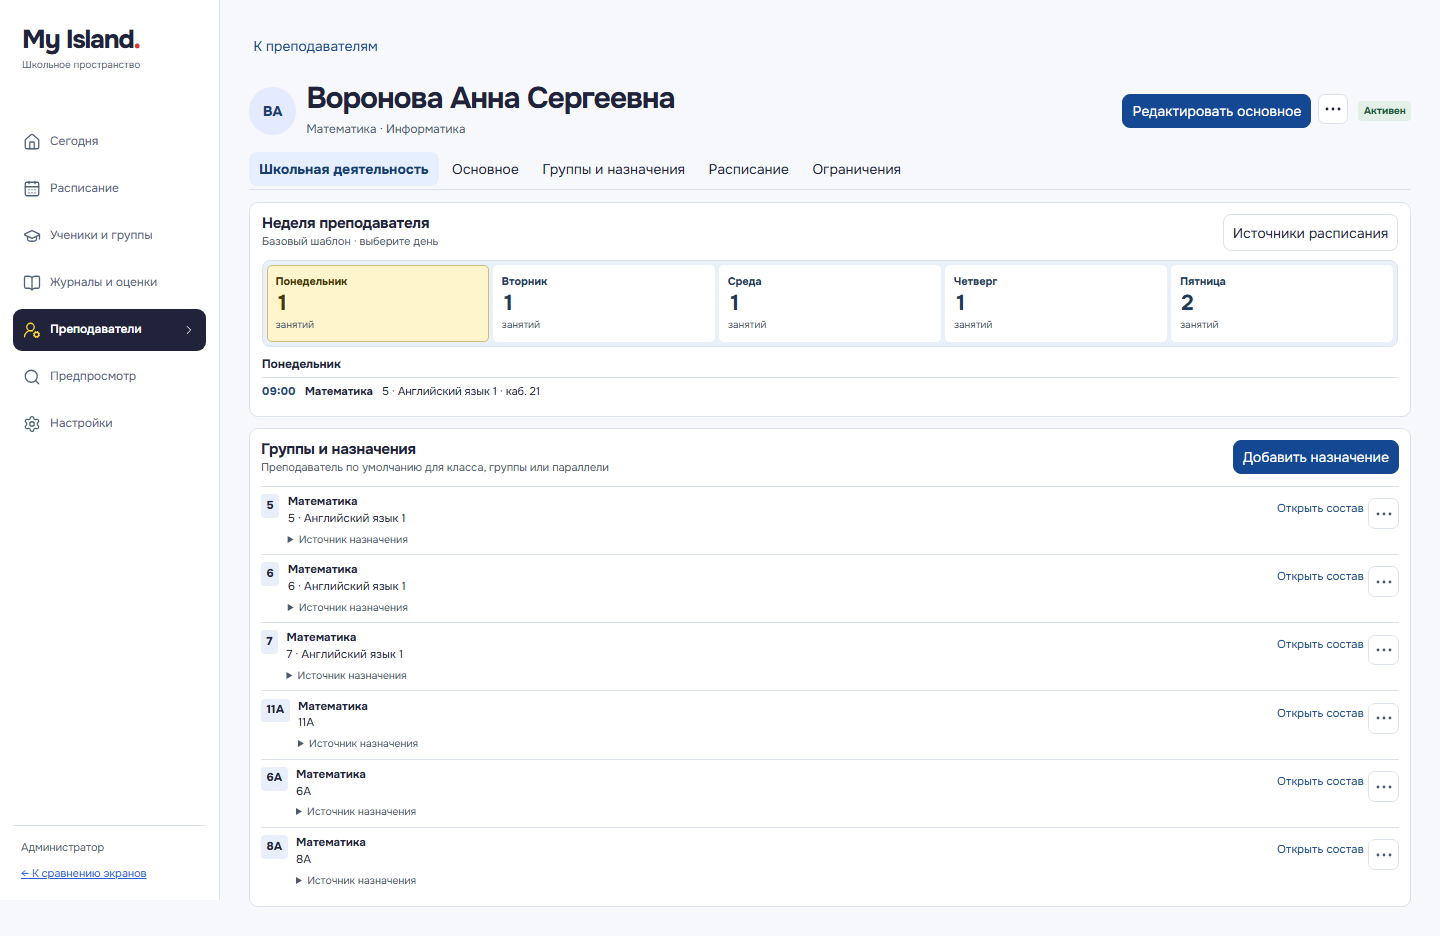 My Island.
Школьное пространство
Сегодня
Расписание
Ученики и группы
Журналы и оценки
Преподаватели
Предпросмотр
Настройки
Администратор
← К сравнению экранов
К преподавателям
ВА
Воронова Анна Сергеевна
Математика · Информатика
Редактировать основное
Активен
Школьная деятельность
Основное
Группы и назначения
Расписание
Ограничения
Неделя преподавателя
Базовый шаблон · выберите день
Источники расписания
Понедельник
1
занятий
Вторник
1
занятий
Среда
1
занятий
Четверг
1
занятий
Пятница
2
занятий
Понедельник
09:00 Математика 5 · Английский язык 1 · каб. 21
Группы и назначения
Преподаватель по умолчанию для класса, группы или параллели
Добавить назначение
5
Математика
5 · Английский язык 1
Источник назначения
Открыть состав
6
Математика
6 · Английский язык 1
Источник назначения
Открыть состав
7
Математика
7 · Английский язык 1
Источник назначения
Открыть состав
11А
Математика
11А
Источник назначения
Открыть состав
6А
Математика
6А
Источник назначения
Открыть состав
8А
Математика
8А
Источник назначения
Открыть состав